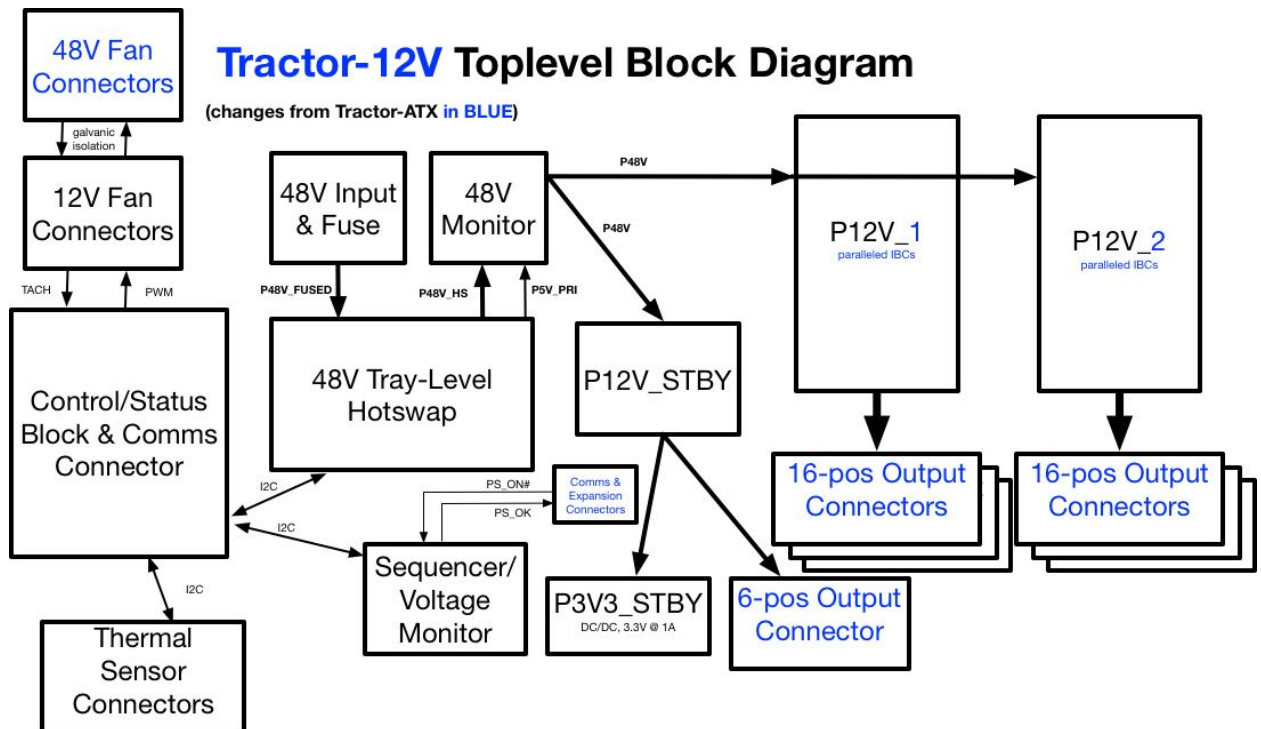 Tractor-12V Toplevel Block Diagram
(changes from Tractor-ATX in BLUE)
48V Fan
Connectors
galvanic
isolation
12V Fan
Connectors
TACH
PWM
Control/Status
Block & Comms
Connector
I2C
Thermal
Sensor
Connectors
48V Input
& Fuse
P48V_FUSED
48V Tray-Level
Hotswap
P48V_HS
P5V_PRI
48V
Monitor
P48V
P48V
I2C
I2C
Sequencer/
Voltage
Monitor
PS_ON#
PS_OK
Comms &
Expansion
Connectors
P12V_STBY
P3V3_STBY
DC/DC, 3.3V @ 1A
6-pos Output
Connector
P12V_1
paralleled IBCs
16-pos Output
Connectors
P12V_2
paralleled IBCs
16-pos Output
Connectors